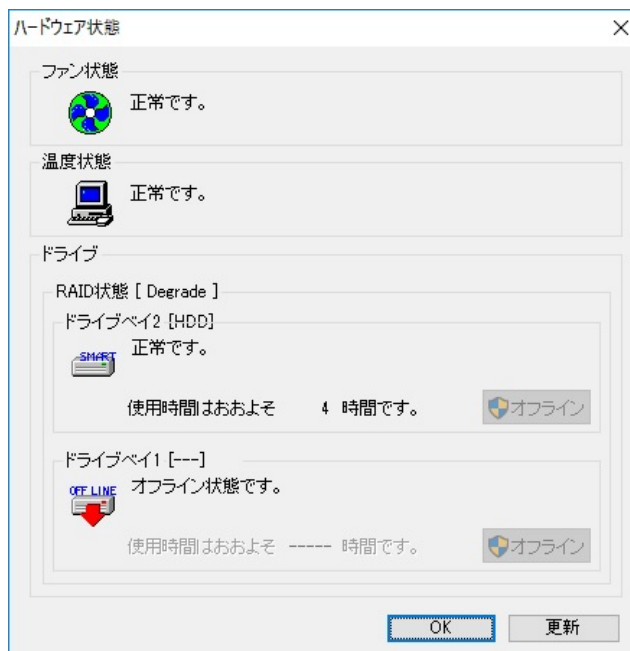 ハードウェア状態
ファン状態
正常です。
温度状態
正常です。
ドライブ
RAID状態 [ Degrade ]
ドライブベイ2 [HDD]
SMART
正常です。
使用時間はおおよそ 4 時間です。
オフライン
ドライブベイ1 [---]
OFF LINE
オフライン状態です。
使用時間はおおよそ ----- 時間です。
オフライン
OK
更新